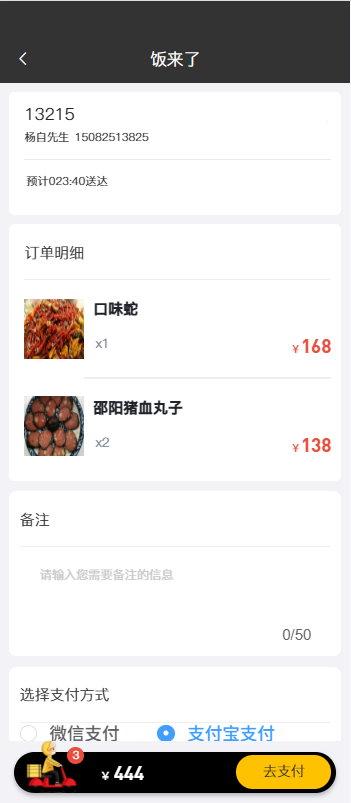 饭来了
13215
杨自先生 15082513825
预计023:40送达
订单明细
口味蛇
x1
¥168
邵阳猪血丸子
x2
¥138
备注
请输入您需要备注的信息
0/50
选择支付方式
微信支付 支付宝支付
3
¥444
去支付